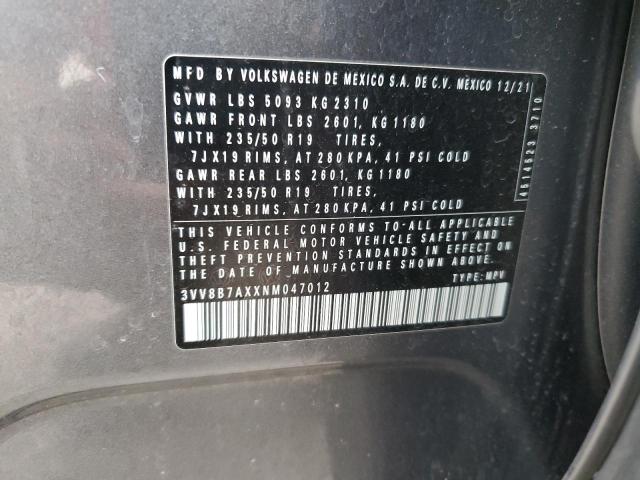 MFD BY VOLKSWAGEN DE MEXICO S.A. DE C.V. MEXICO 12/21
GVWR LBS 5093 KG 2310
GAWR FRONT LBS 2601, KG 1180
WITH 235/50 R19 TIRES,
7JX19 RIMS, AT 280 KPA, 41 PSI COLD
GAWR REAR LBS 2601, KG 1180
WITH 235/50 R19 TIRES,
7JX19 RIMS, AT 280 KPA, 41 PSI COLD
THIS VEHICLE CONFORMS TO-ALL APPLICABLE
U.S. FEDERAL MOTOR VEHICLE SAFETY AND
THEFT PREVENTION STANDARDS IN EFFECT ON
THE DATE OF MANUFACTURE SHOWN ABOVE.
3VV8B7AXXNM047012 TYPE: MPV
4514523 3710